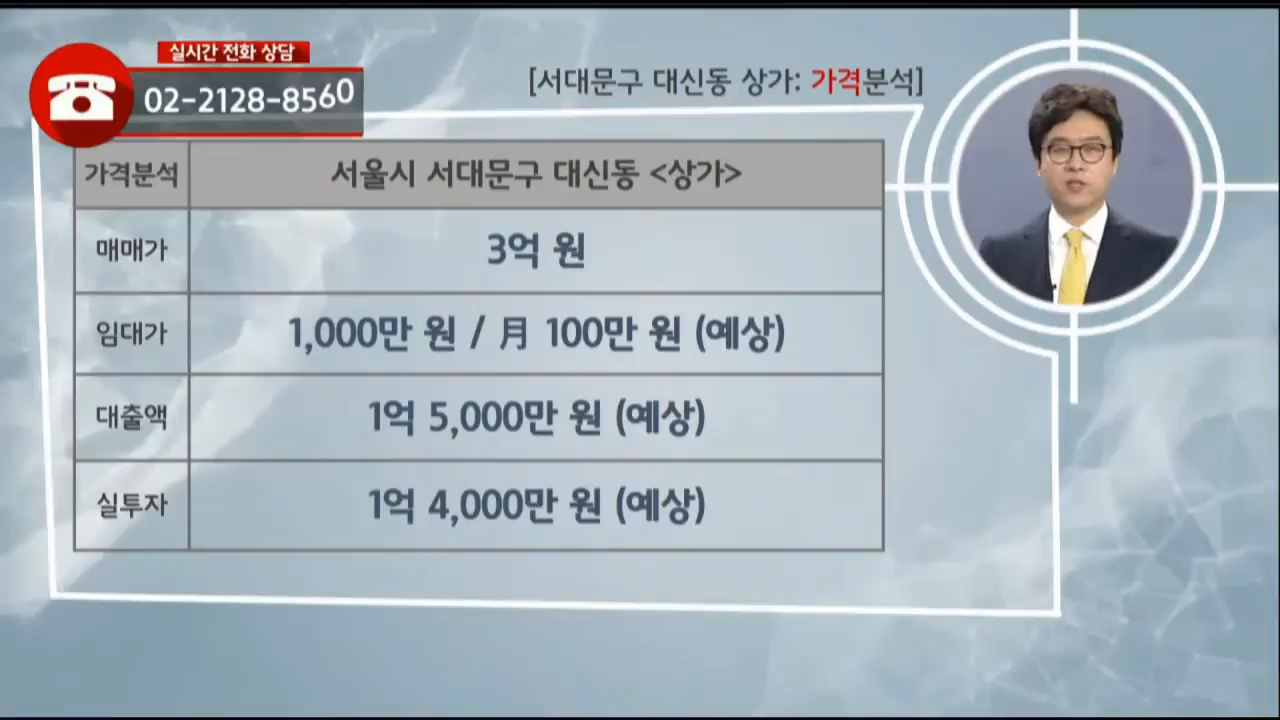 실시간 전화 상담
02-2128-8560
[서대문구 대신동 상가: 가격분석]
가격분석 서울시 서대문구 대신동 <상가>
매매가 3억 원
임대가 1,000만 원 / 月 100만 원 (예상)
대출액 1억 5,000만 원 (예상)
실투자 1억 4,000만 원 (예상)